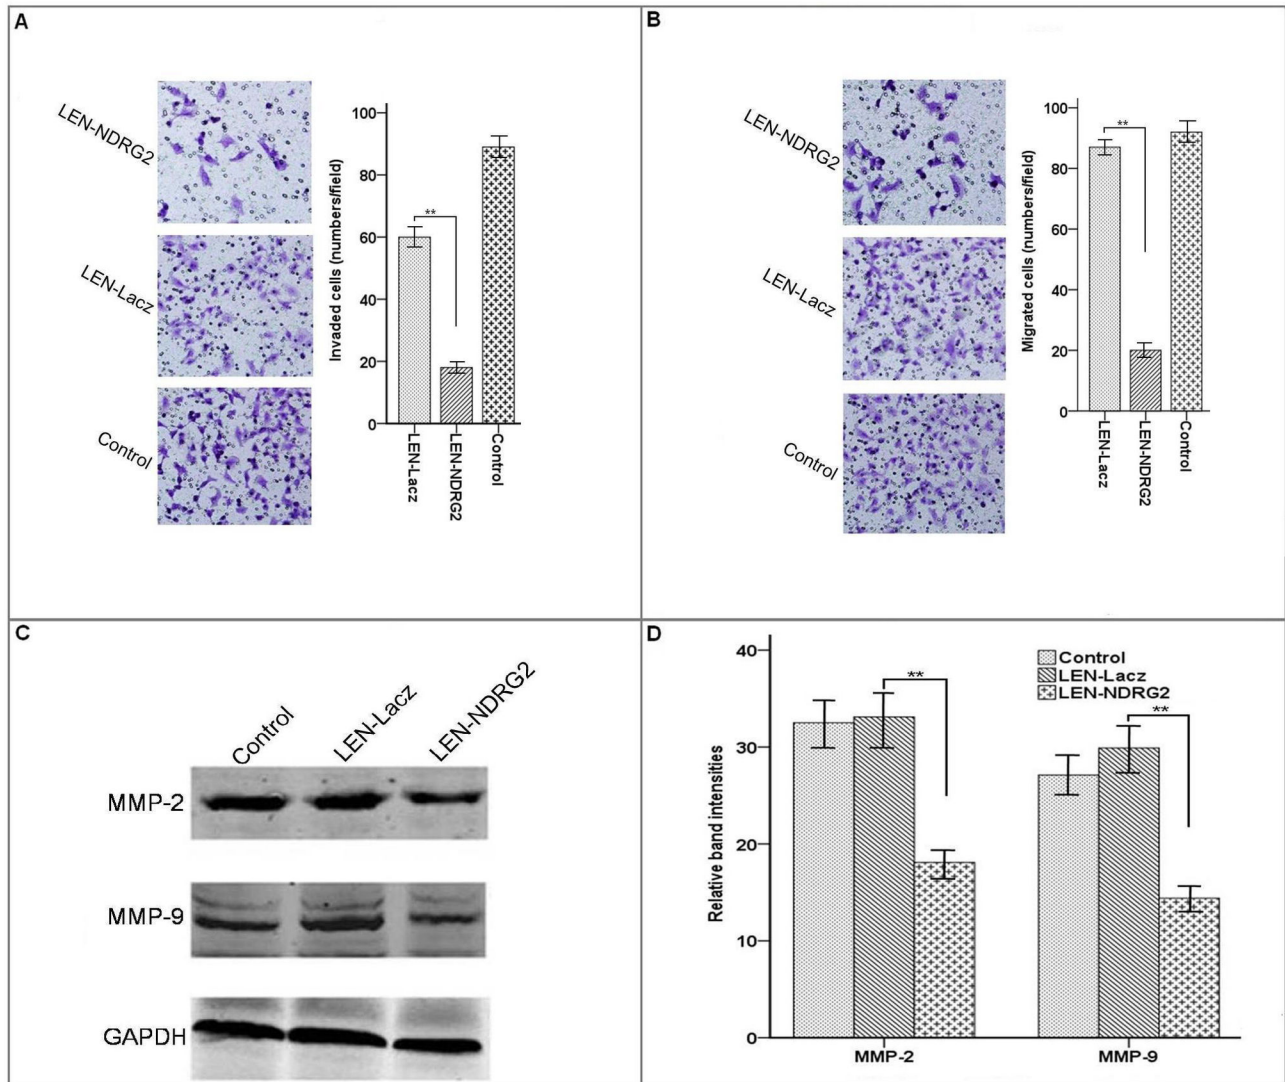 A
LEN-NDRG2
LEN-Lacz
Control
Invaded cells (numbers/field)
100
80
60
40
20
0
**
LEN-Lacz
LEN-NDRG2
Control
B
LEN-NDRG2
LEN-Lacz
Control
Migrated cells (numbers/field)
100
80
60
40
20
0
**
LEN-Lacz
LEN-NDRG2
Control
C
Control
LEN-Lacz
LEN-NDRG2
MMP-2
MMP-9
GAPDH
D
Relative band intensities
40
30
20
10
0
**
**
Control
LEN-Lacz
LEN-NDRG2
MMP-2
MMP-9